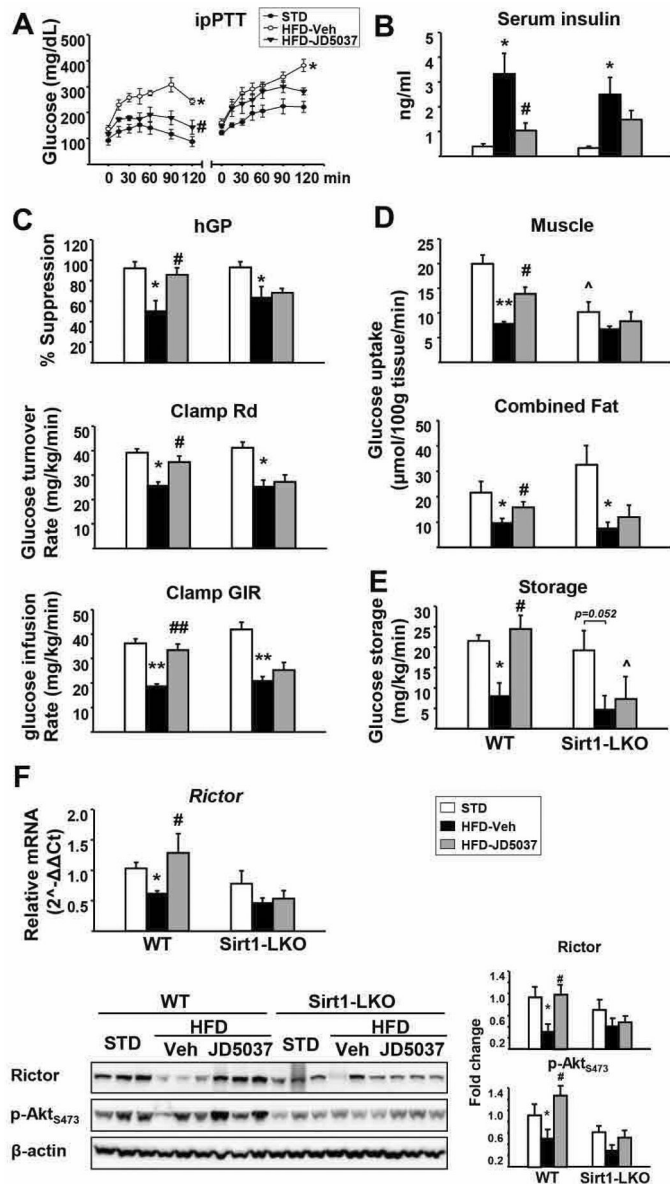 A
ipPTT
STD
HFD-Veh
HFD-JD5037
Glucose (mg/dL)
500
400
300
200
100
*
#
*
0 30 60 90 120 0 30 60 90 120 min
B
Serum insulin
ng/ml
5
4
3
2
1
* # *
C
hGP
% Suppression
120
100
80
60
40
20
* # *
Clamp Rd
Glucose turnover
Rate (mg/kg/min)
50
40
30
20
10
* # *
Clamp GIR
glucose infusion
Rate (mg/kg/min)
50
40
30
20
10
** ## **
D
Muscle
Glucose uptake
(μmol/100g tissue/min)
25
20
15
10
5
** # ^
Combined Fat
50
40
30
20
10
* # *
E
Storage
Glucose storage
(mg/kg/min)
30
25
20
15
10
5
* # p=0.052 ^
WT Sirt1-LKO
F
Rictor
Relative mRNA
(2^-ΔΔCt)
2.0
1.5
1.0
0.5
* #
WT Sirt1-LKO
STD
HFD-Veh
HFD-JD5037
WT Sirt1-LKO
HFD HFD
STD Veh JD5037 STD Veh JD5037
Rictor
p-AktS473
β-actin
Rictor
Fold change
1.4
1.0
0.6
* #
p-AktS473
1.4
1.0
0.6
* #
WT Sirt1-LKO